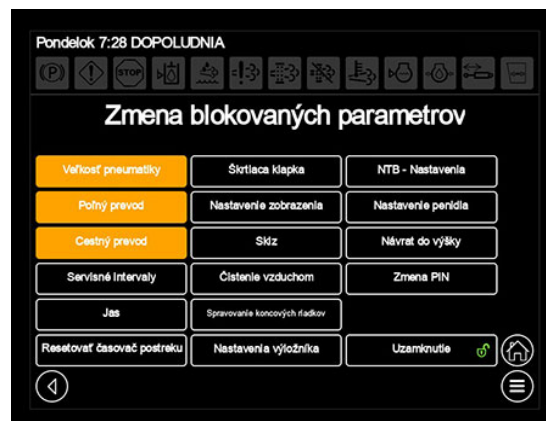 Pondelok 7:28 DOPOLUDNIA
(P) STOP
Zmena blokovaných parametrov
Veľkosť pneumatiky Škrtiaca klapka NTB - Nastavenia
Poľný prevod Nastavenie zobrazenia Nastavenie penidla
Cestný prevod Sklz Návrat do výšky
Servisné intervaly Čistenie vzduchom Zmena PIN
Jas Spravovanie koncových riadkov
Resetovať časovač postreku Nastavenia výložníka Uzamknutie